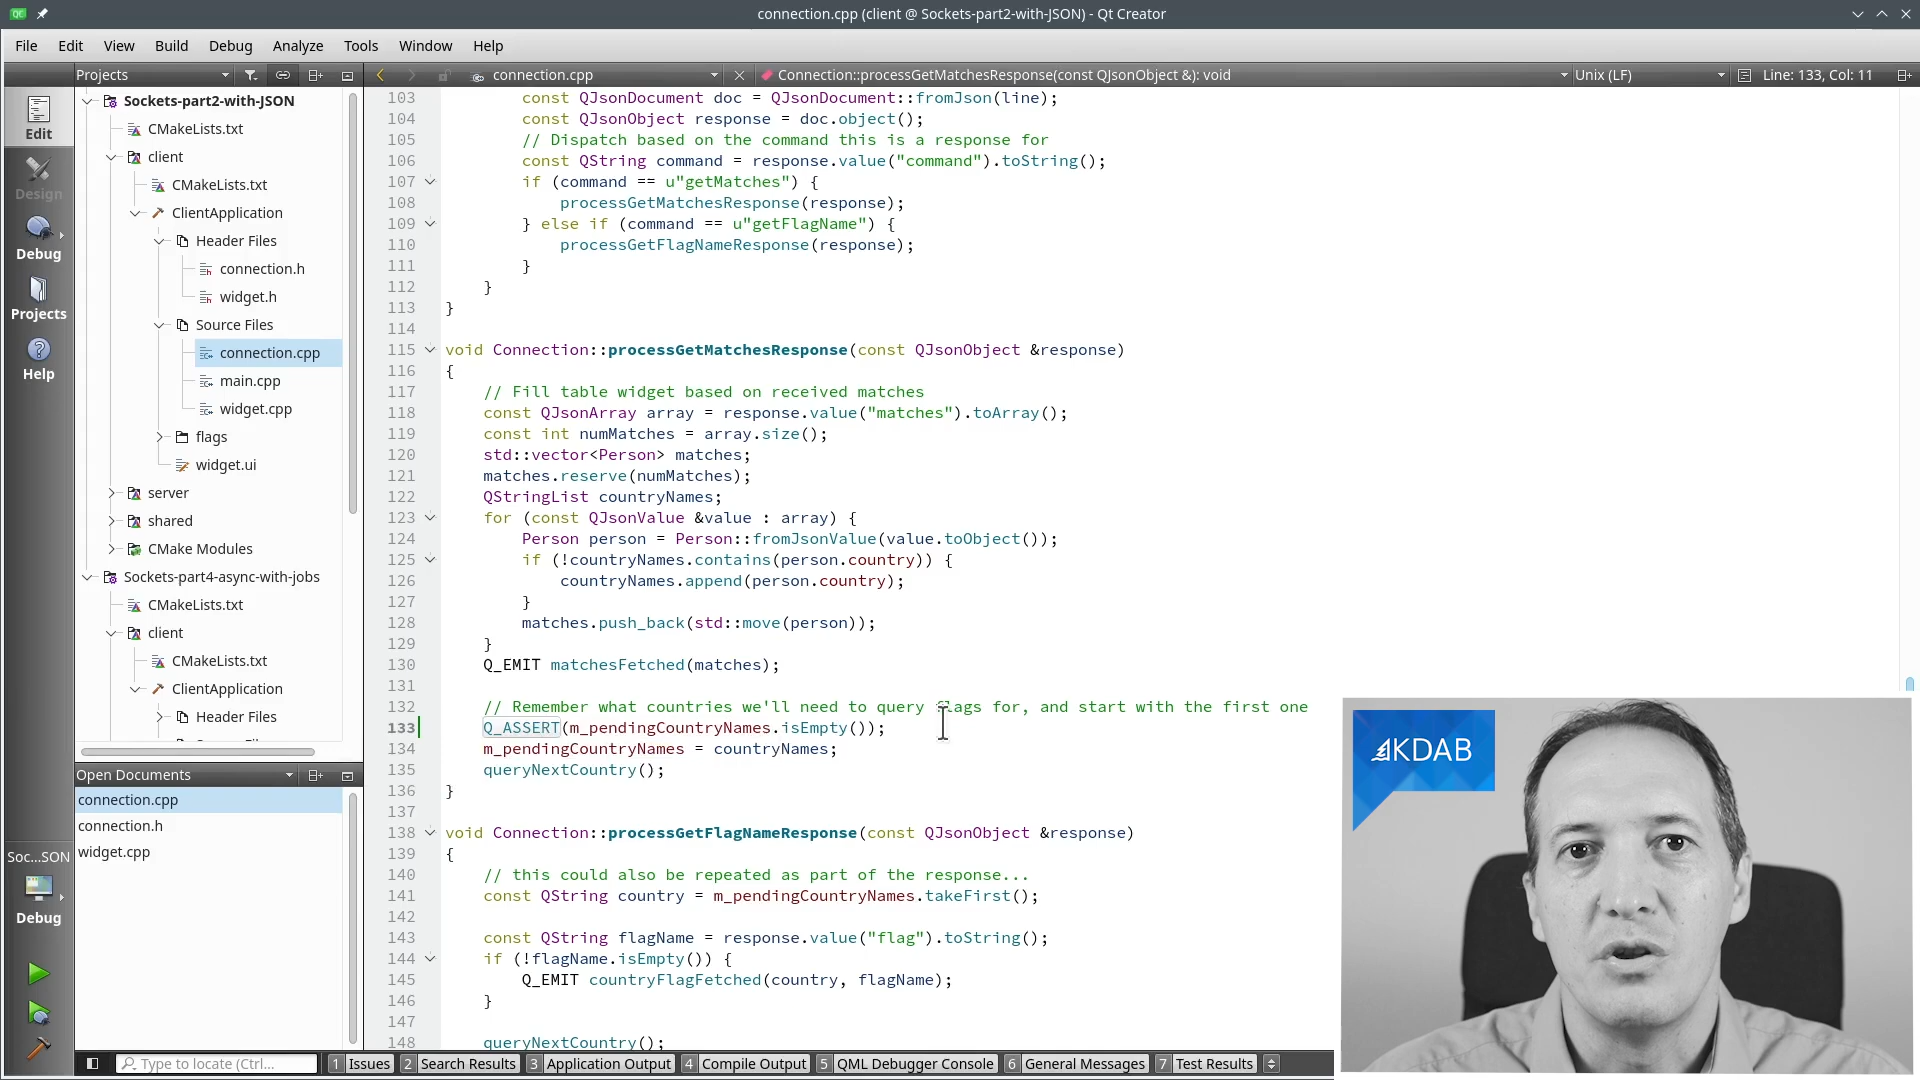 connection.cpp (client @ Sockets-part2-with-JSON) - Qt Creator
File Edit View Build Debug Help Analyze Tools Window Help
Projects
connection.cpp
Connection::processGetMatchesResponse(const QJsonObject &): void
Unix (LF)
Line: 133, Col: 11
Edit
Design
Debug
Projects
Help
Soc...SON
Debug
Sockets-part2-with-JSON
CMakeLists.txt
client
CMakeLists.txt
ClientApplication
Header Files
connection.h
widget.h
Source Files
connection.cpp
main.cpp
widget.cpp
flags
widget.ui
server
shared
CMake Modules
Sockets-part4-async-with-jobs
CMakeLists.txt
client
CMakeLists.txt
ClientApplication
Header Files
Open Documents
connection.cpp
connection.h
widget.cpp
103 const QJsonDocument doc = QJsonDocument::fromJson(line);
104 const QJsonObject response = doc.object();
105 // Dispatch based on the command this is a response for
106 const QString command = response.value("command").toString();
107 if (command == u"getMatches") {
108 processGetMatchesResponse(response);
109 } else if (command == u"getFlagName") {
110 processGetFlagNameResponse(response);
111 }
112 }
113 }
114
115 void Connection::processGetMatchesResponse(const QJsonObject &response)
116 {
117 // Fill table widget based on received matches
118 const QJsonArray array = response.value("matches").toArray();
119 const int numMatches = array.size();
120 std::vector<Person> matches;
121 matches.reserve(numMatches);
122 QStringList countryNames;
123 for (const QJsonValue &value : array) {
124 Person person = Person::fromJsonValue(value.toObject());
125 if (!countryNames.contains(person.country)) {
126 countryNames.append(person.country);
127 }
128 matches.push_back(std::move(person));
129 }
130 Q_EMIT matchesFetched(matches);
131
132 // Remember what countries we'll need to query flags for, and start with the first one
133 Q_ASSERT(m_pendingCountryNames.isEmpty());
134 m_pendingCountryNames = countryNames;
135 queryNextCountry();
136 }
137
138 void Connection::processGetFlagNameResponse(const QJsonObject &response)
139 {
140 // this could also be repeated as part of the response...
141 const QString country = m_pendingCountryNames.takeFirst();
142
143 const QString flagName = response.value("flag").toString();
144 if (!flagName.isEmpty()) {
145 Q_EMIT countryFlagFetched(country, flagName);
146 }
147
148 queryNextCountry();
KDAB
Type to locate (Ctrl...
1 Issues 2 Search Results 3 Application Output 4 Compile Output 5 QML Debugger Console 6 General Messages 7 Test Results